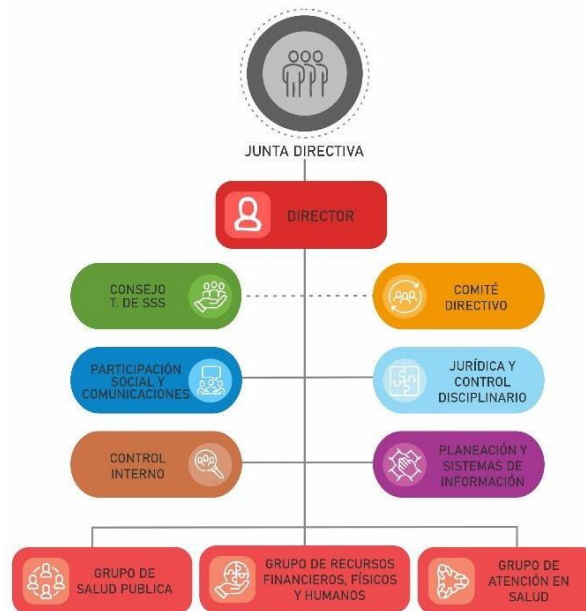 JUNTA DIRECTIVA
DIRECTOR
CONSEJO
T. DE SSS
COMITÉ
DIRECTIVO
PARTICIPACIÓN
SOCIAL Y
COMUNICACIONES
JURÍDICA Y
CONTROL
DISCIPLINARIO
CONTROL
INTERNO
PLANEACIÓN Y
SISTEMAS DE
INFORMACIÓN
GRUPO DE
SALUD PUBLICA
GRUPO DE RECURSOS
FINANCIEROS, FÍSICOS
Y HUMANOS
GRUPO DE
ATENCIÓN EN
SALUD